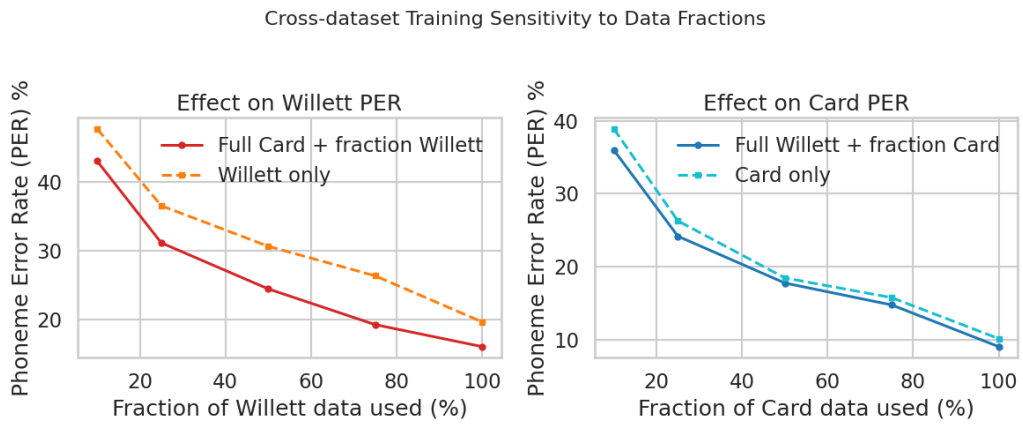 Cross-dataset Training Sensitivity to Data Fractions
Effect on Willett PER
Phoneme Error Rate (PER) %
40
30
20
Full Card + fraction Willett
Willett only
20
40
60
80
100
Fraction of Willett data used (%)
Effect on Card PER
Phoneme Error Rate (PER) %
40
30
20
10
Full Willett + fraction Card
Card only
20
40
60
80
100
Fraction of Card data used (%)